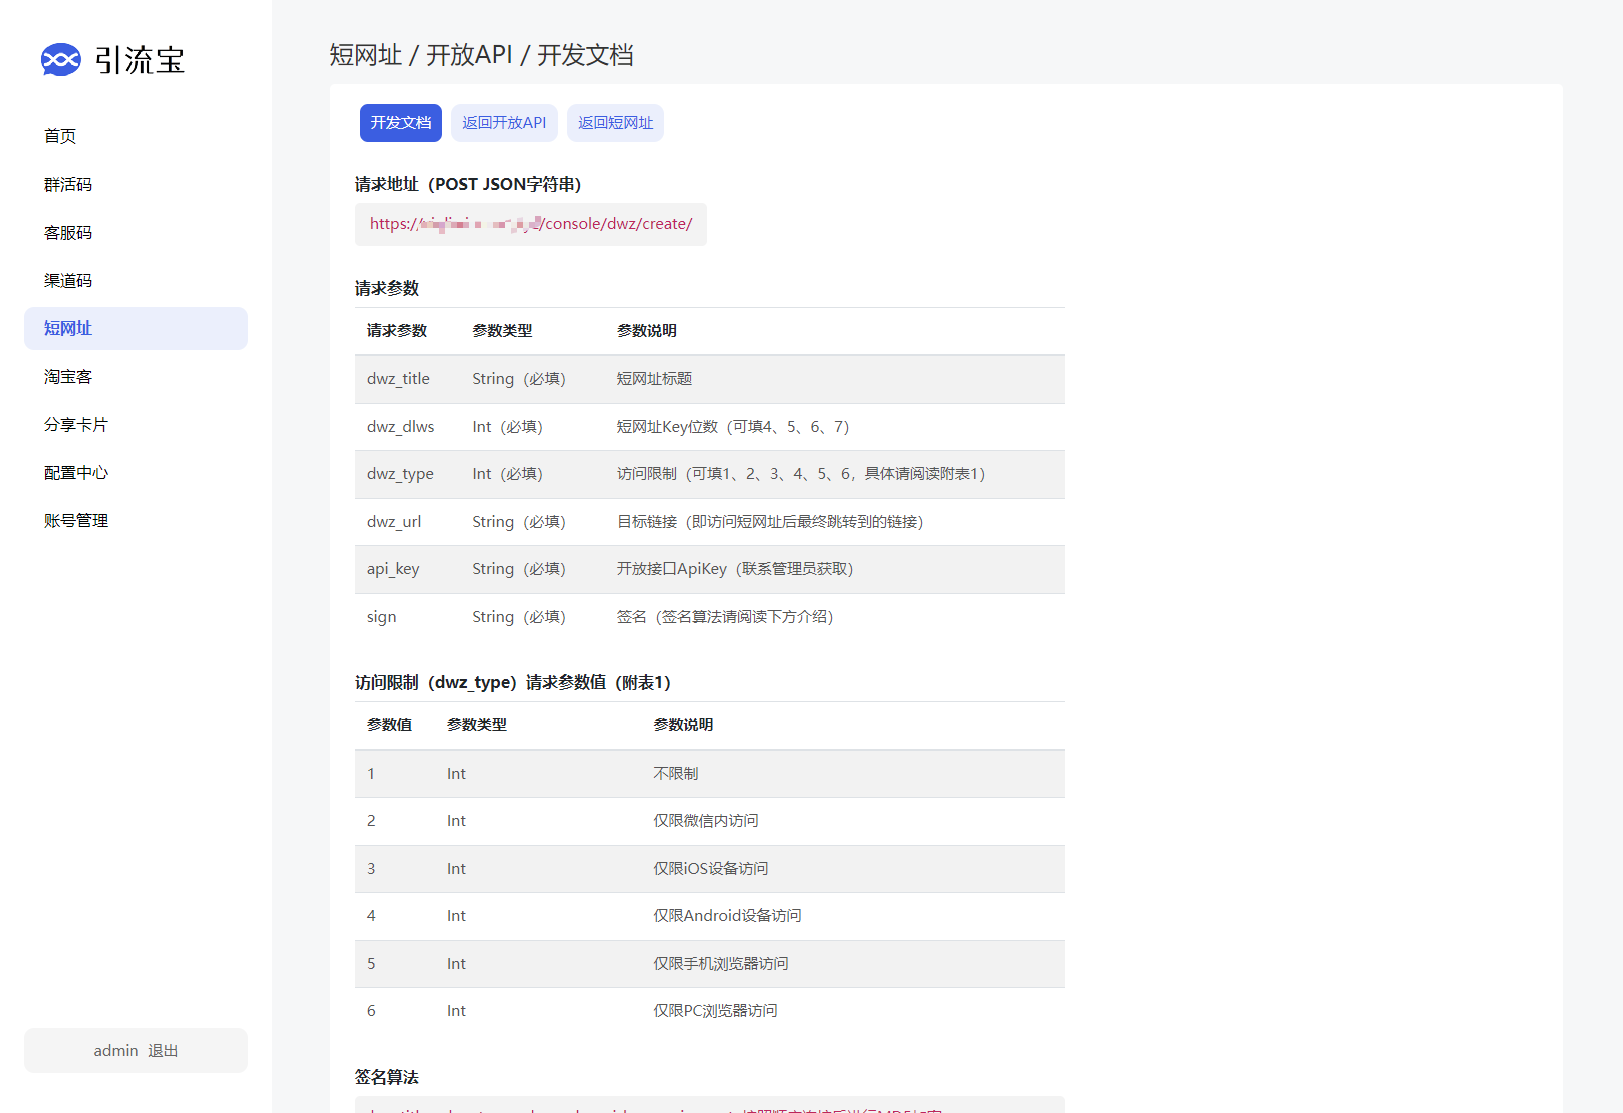 引流宝
首页
群活码
客服码
渠道码
短网址
淘宝客
分享卡片
配置中心
账号管理
admin 退出
短网址 / 开放API / 开发文档
开发文档 返回开放API 返回短网址
请求地址（POST JSON字符串)
https:// /console/dwz/create/
请求参数
请求参数 参数类型 参数说明
dwz_title String（必填） 短网址标题
dwz_dlws Int（必填） 短网址Key位数（可填4、5、6、7）
dwz_type Int（必填） 访问限制（可填1、2、3、4、5、6，具体请阅读附表1）
dwz_url String（必填） 目标链接（即访问短网址后最终跳转到的链接）
api_key String（必填） 开放接口ApiKey（联系管理员获取）
sign String（必填） 签名（签名算法请阅读下方介绍）
访问限制（dwz_type）请求参数值（附表1）
参数值 参数类型 参数说明
1 Int 不限制
2 Int 仅限微信内访问
3 Int 仅限iOS设备访问
4 Int 仅限Android设备访问
5 Int 仅限手机浏览器访问
6 Int 仅限PC浏览器访问
签名算法